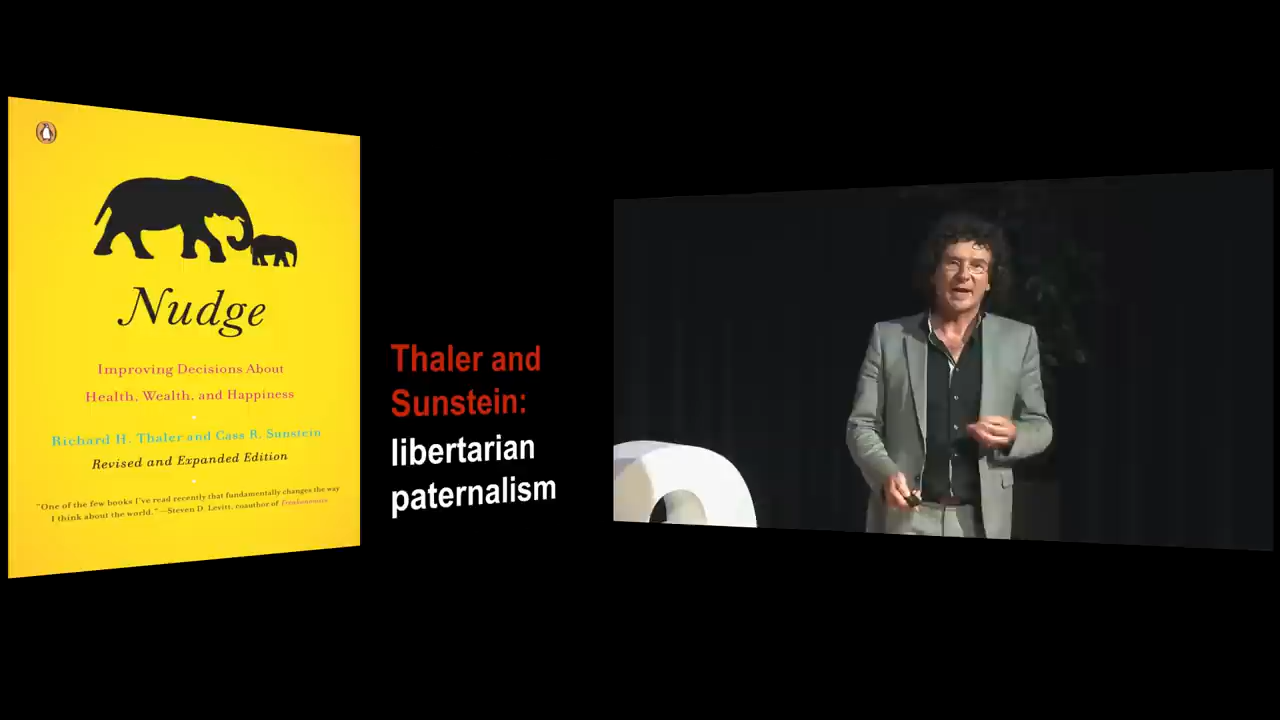 Nudge
Improving Decisions About
Health, Wealth, and Happiness
Richard H. Thaler and Cass R. Sunstein
Revised and Expanded Edition
"One of the few books I've read recently that fundamentally changes the way
I think about the world."—Steven D. Levitt, coauthor of Freakonomics
Thaler and
Sunstein:
libertarian
paternalism